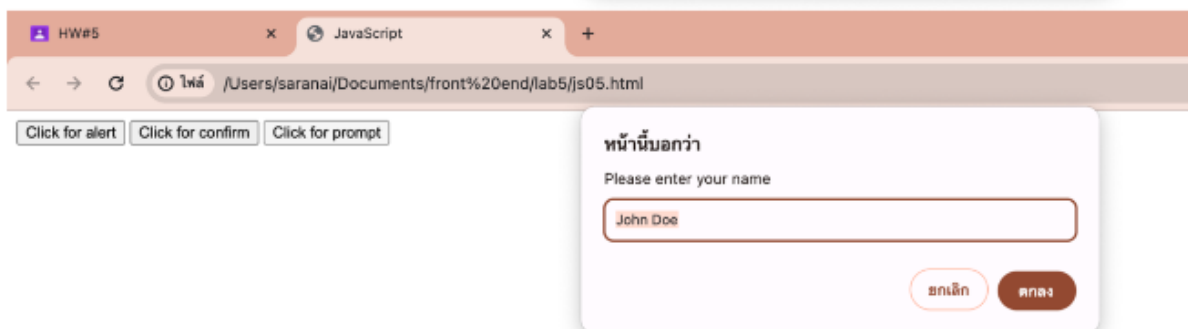 HW#5
JavaScript
ไฟล์ /Users/saranai/Documents/front%20end/lab5/js05.html
Click for alert Click for confirm Click for prompt
หน้านี้บอกว่า
Please enter your name
John Doe
ยกเลิก ตกลง